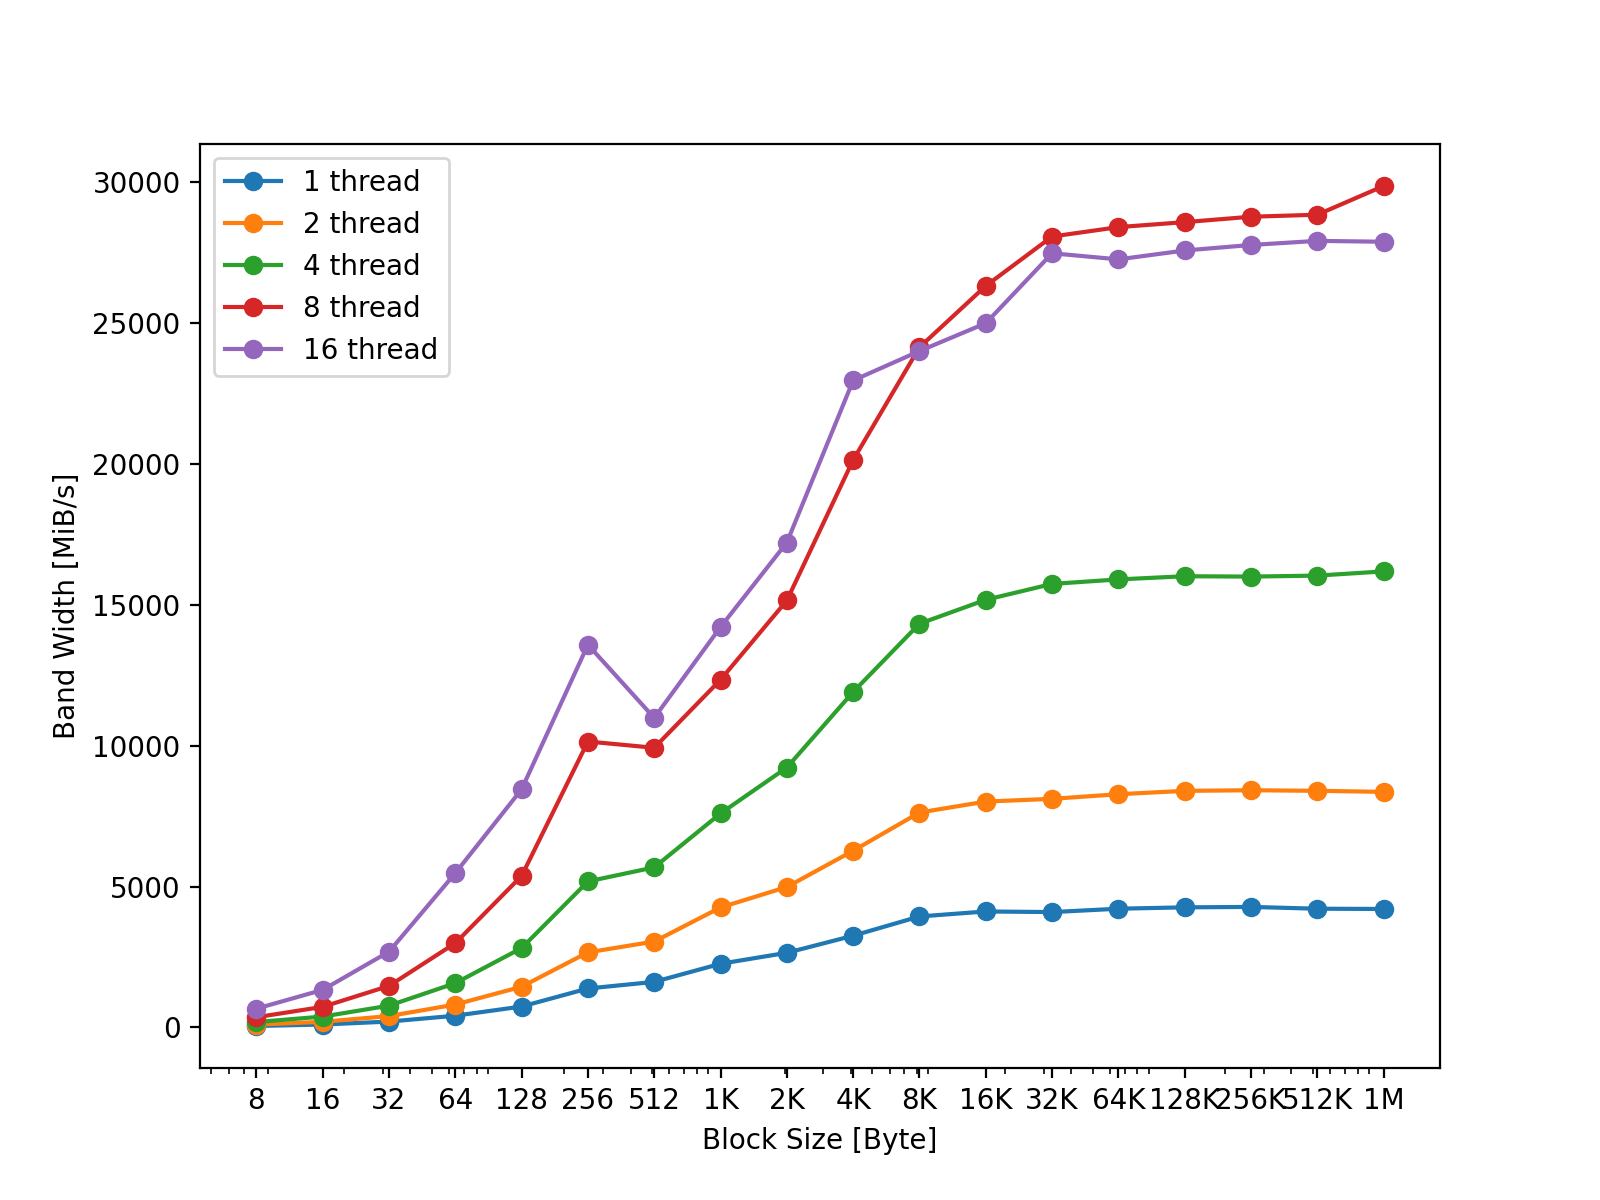 1 thread
2 thread
4 thread
8 thread
16 thread
30000
25000
20000
15000
10000
5000
0
Band Width [MiB/s]
8 16 32 64 128 256 512 1K 2K 4K 8K 16K 32K 64K 128K 256K 512K 1M
Block Size [Byte]